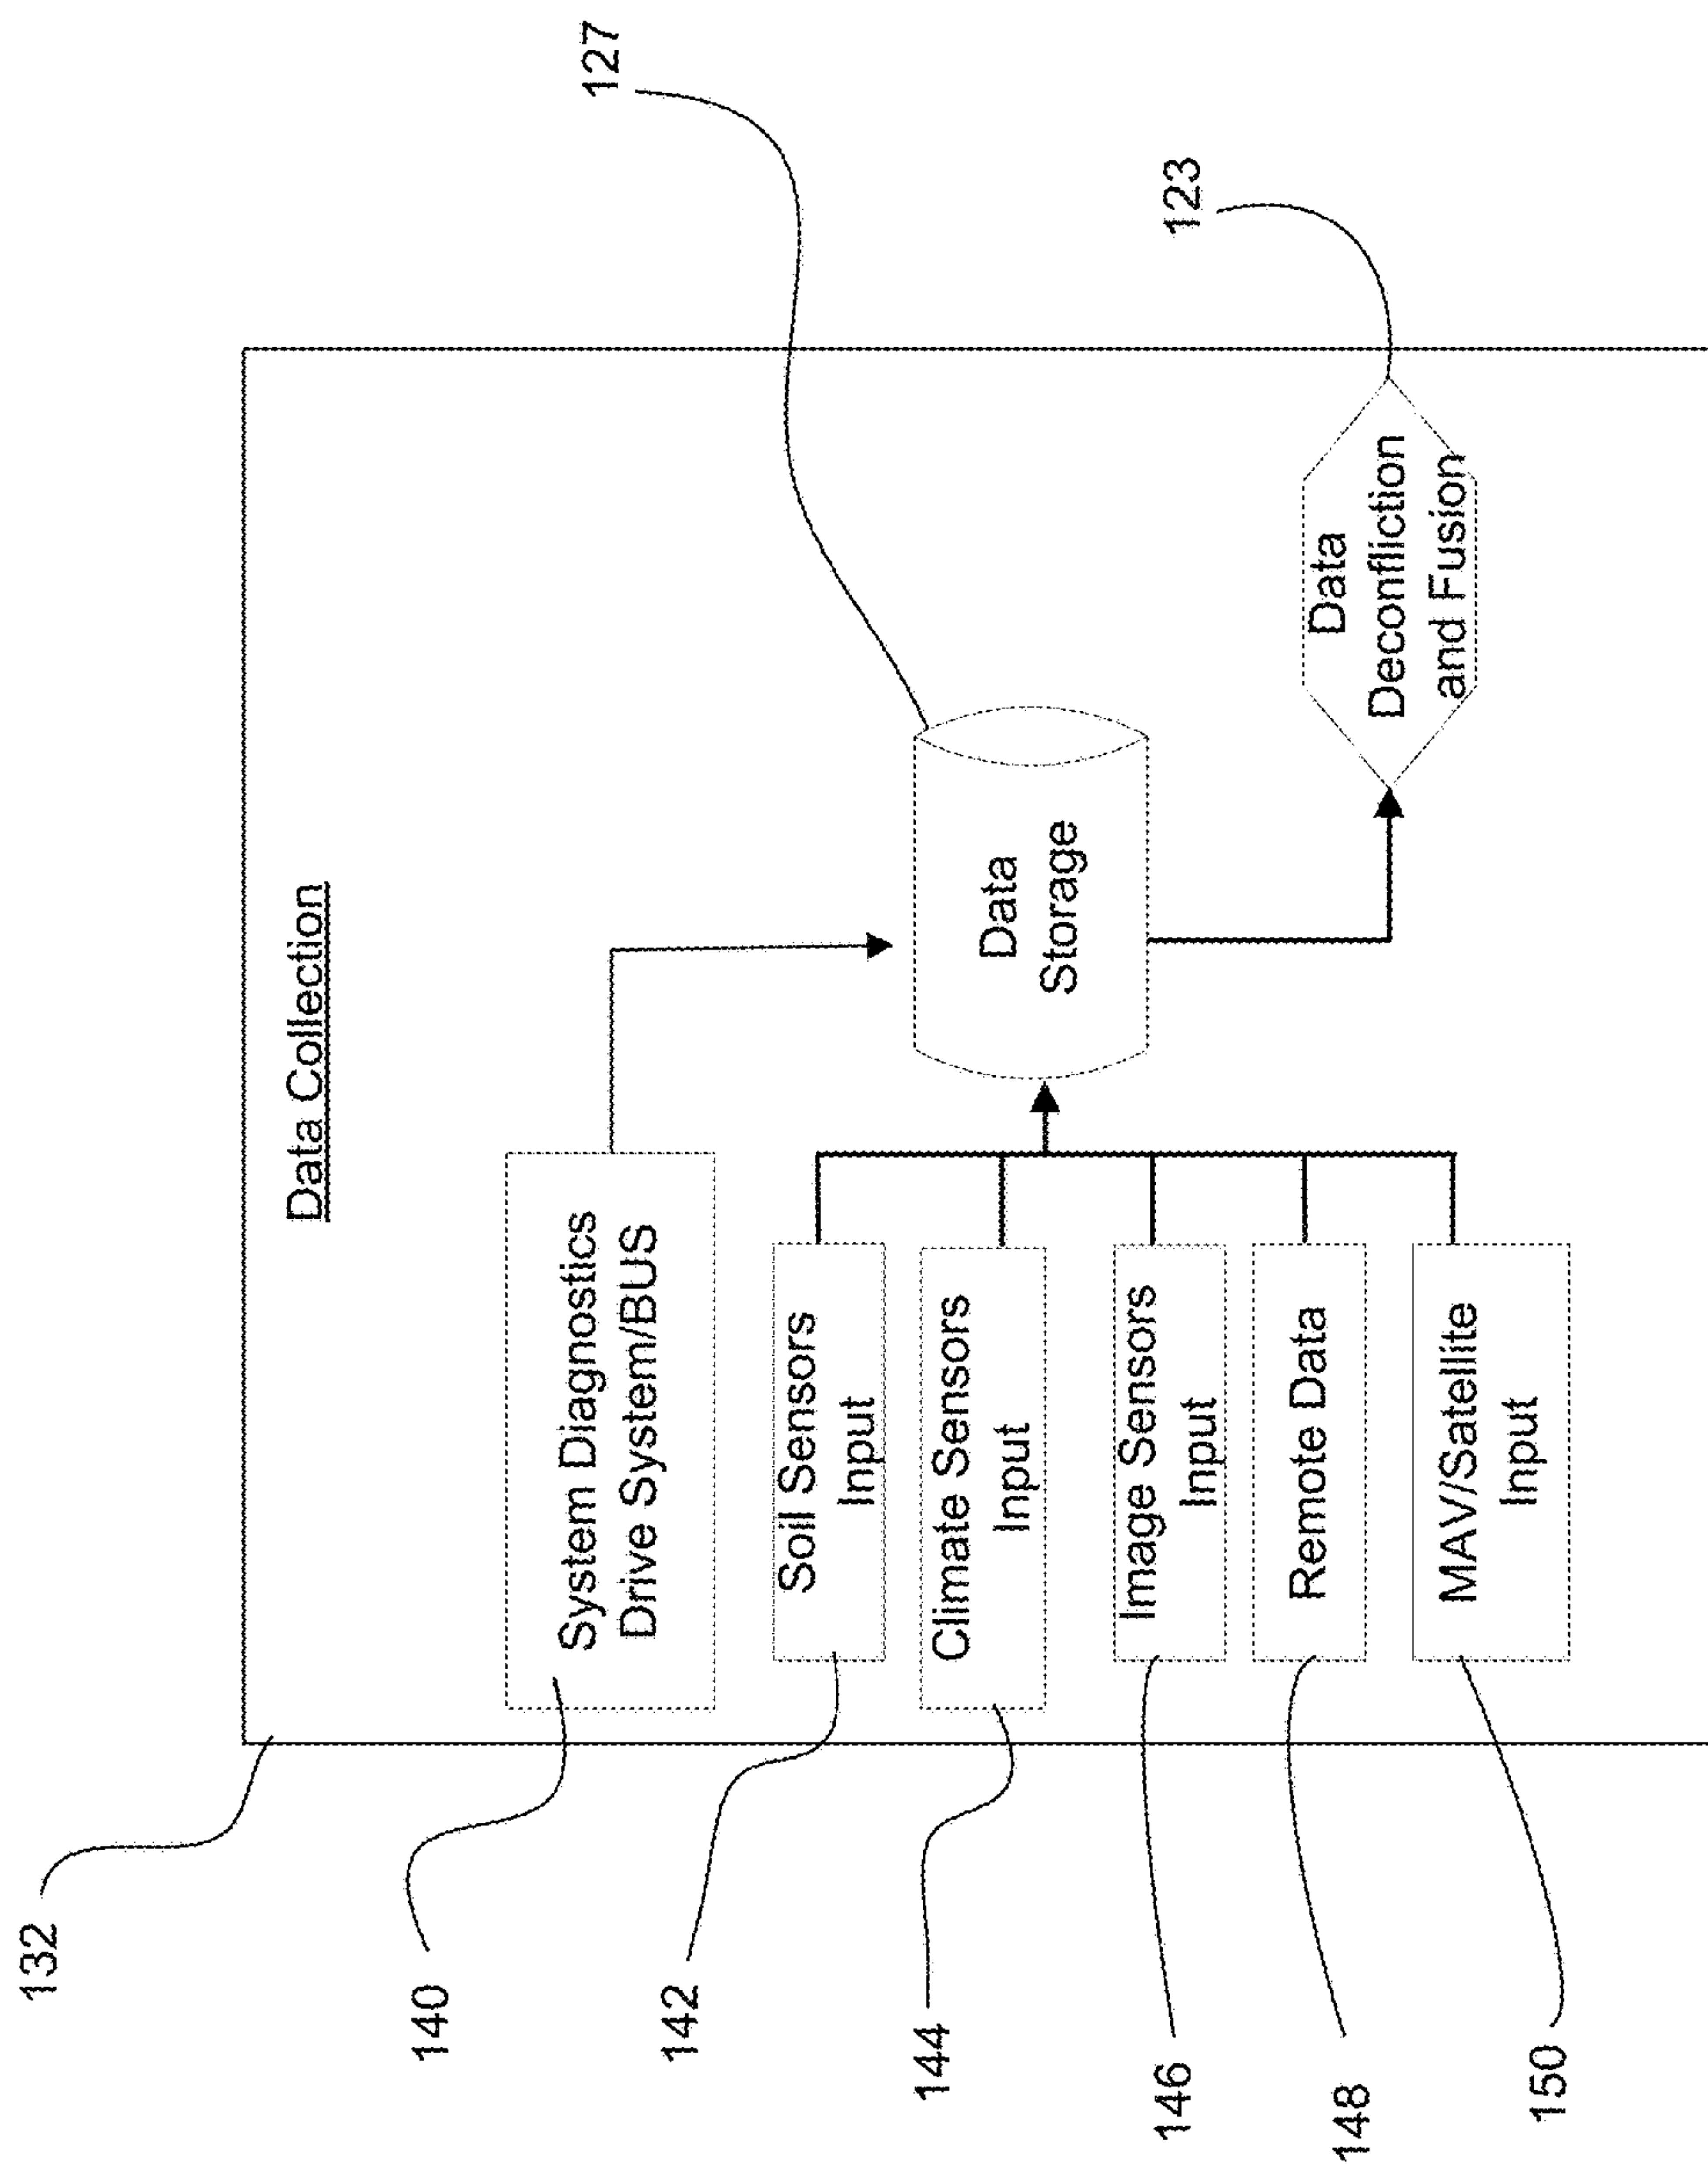 132
Data Collection
140
System Diagnostics
Drive System/BUS
127
142
Soil Sensors
Input
144
Climate Sensors
Input
Data
Storage
146
Image Sensors
Input
123
148
Remote Data
Data
Deconfliction
and Fusion
150
MAV/Satellite
Input